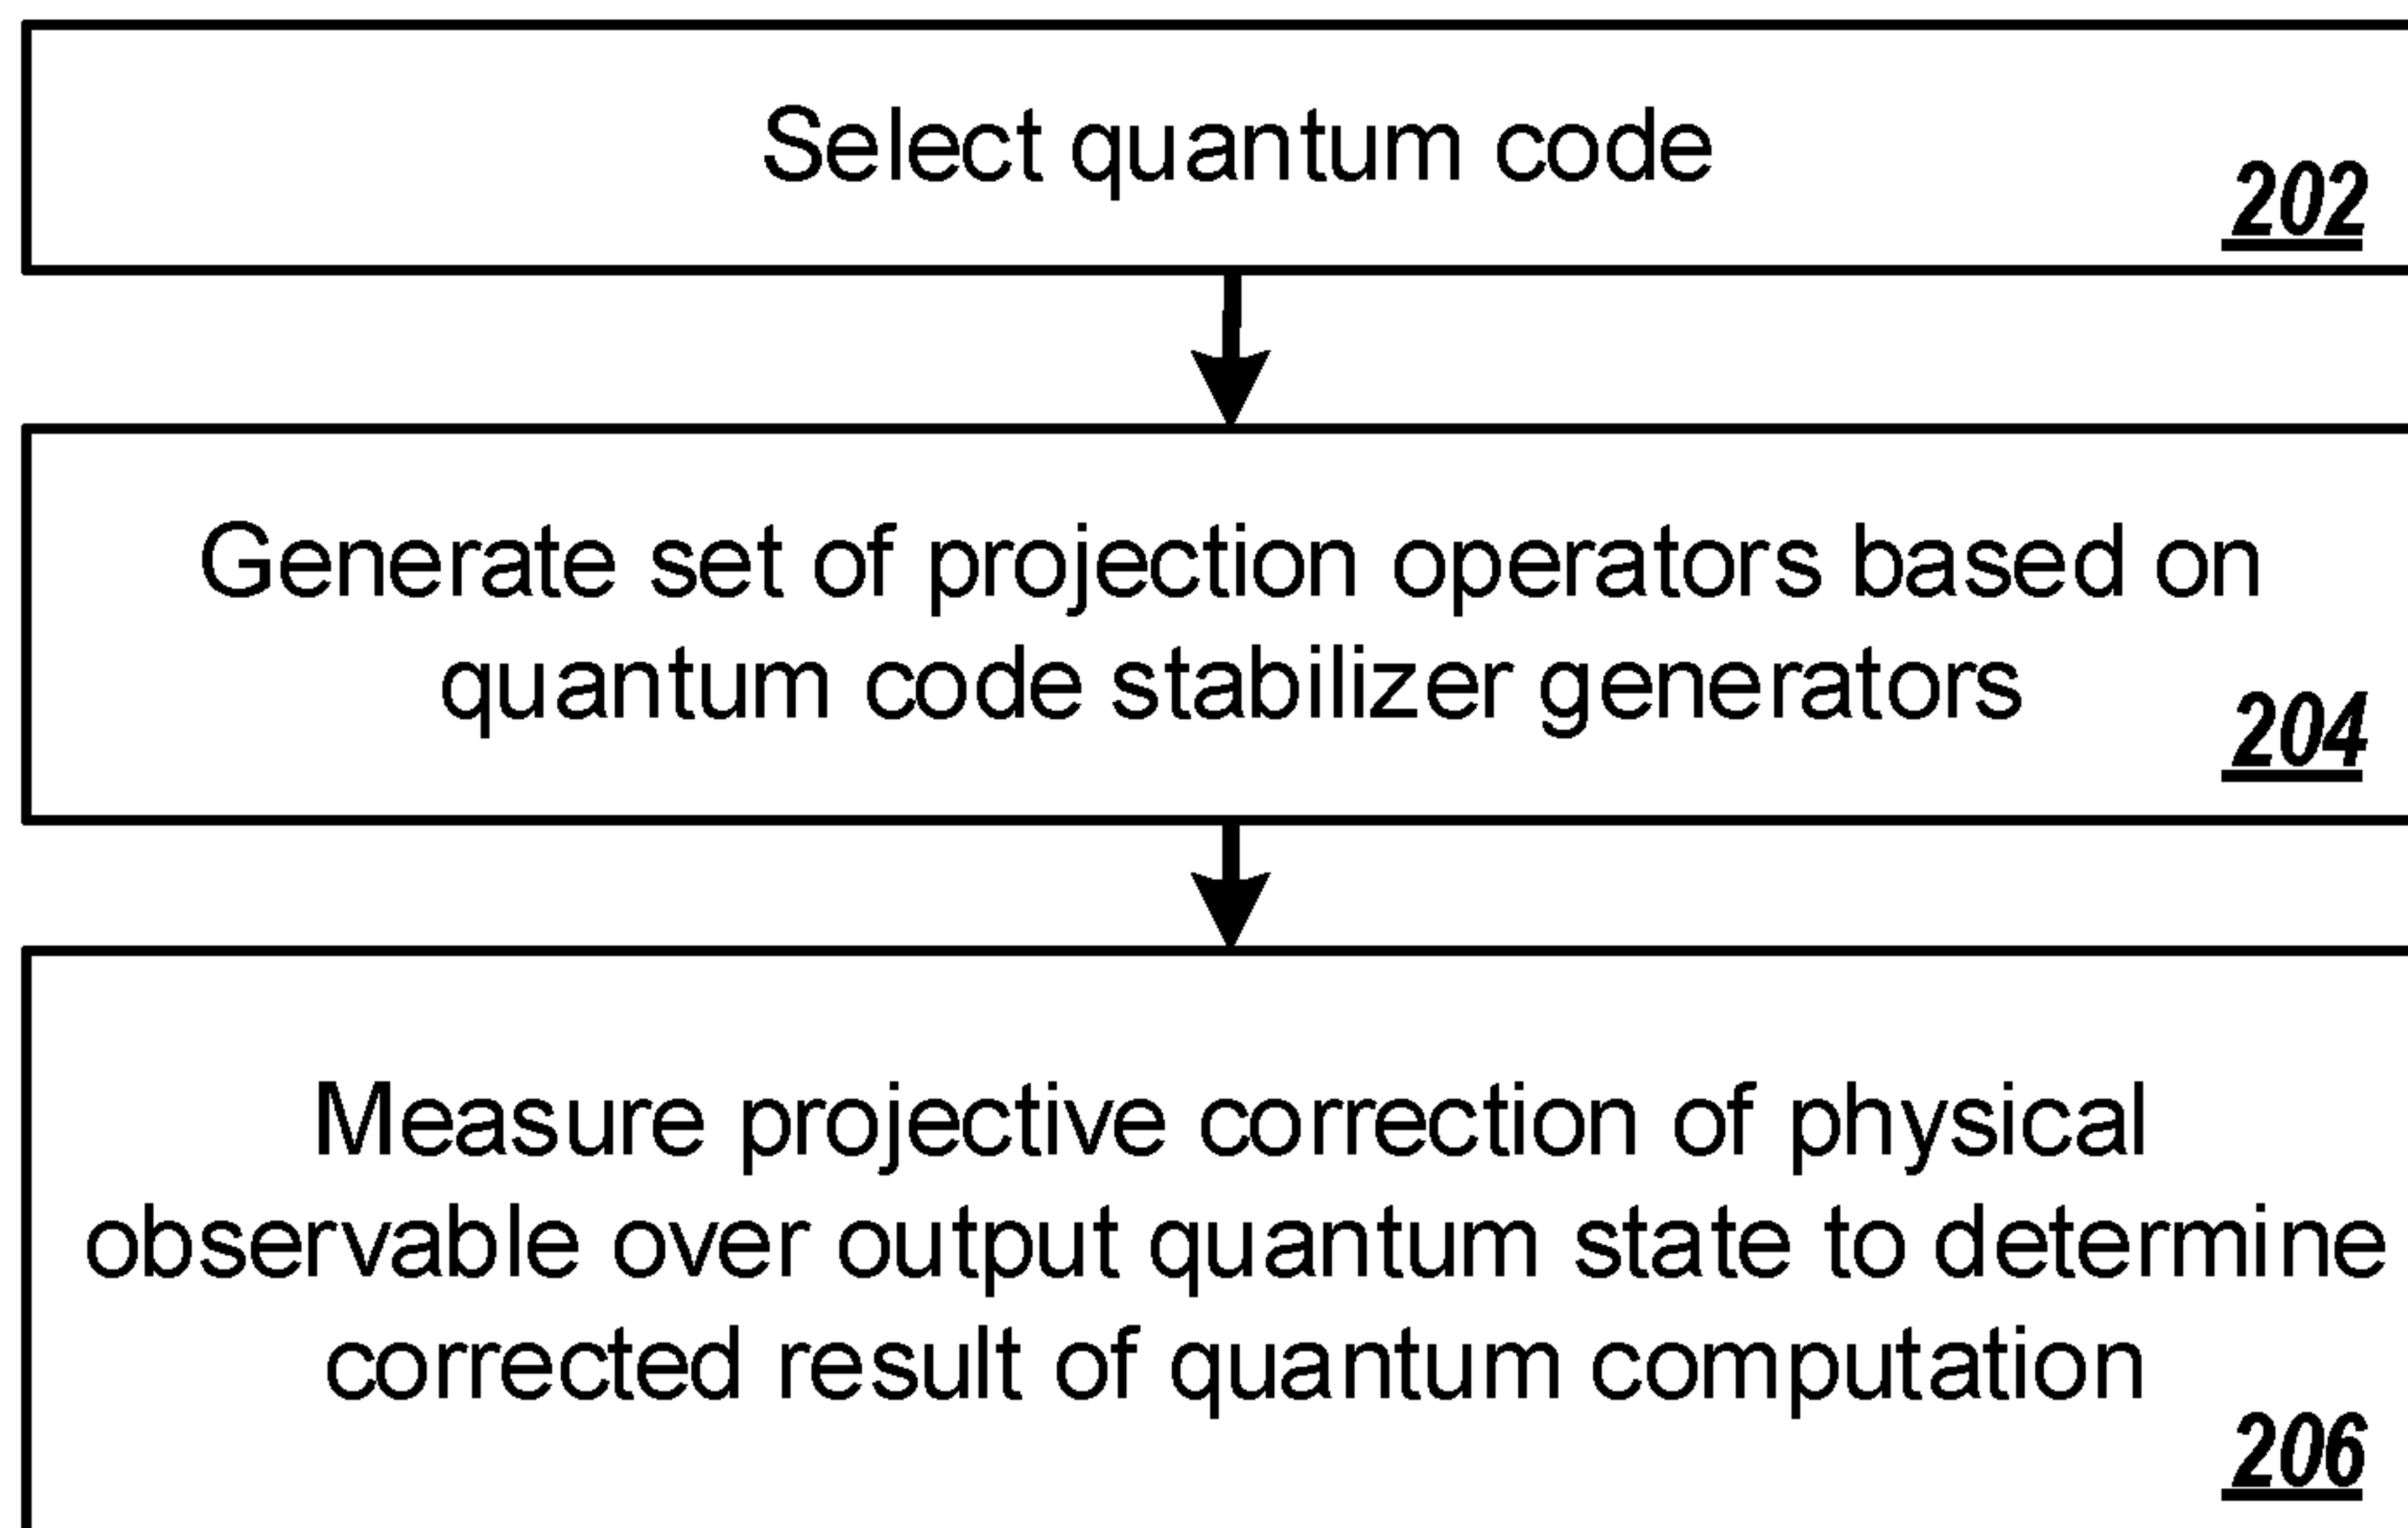 Select quantum code
202
Generate set of projection operators based on
quantum code stabilizer generators
204
Measure projective correction of physical
observable over output quantum state to determine
corrected result of quantum computation
206